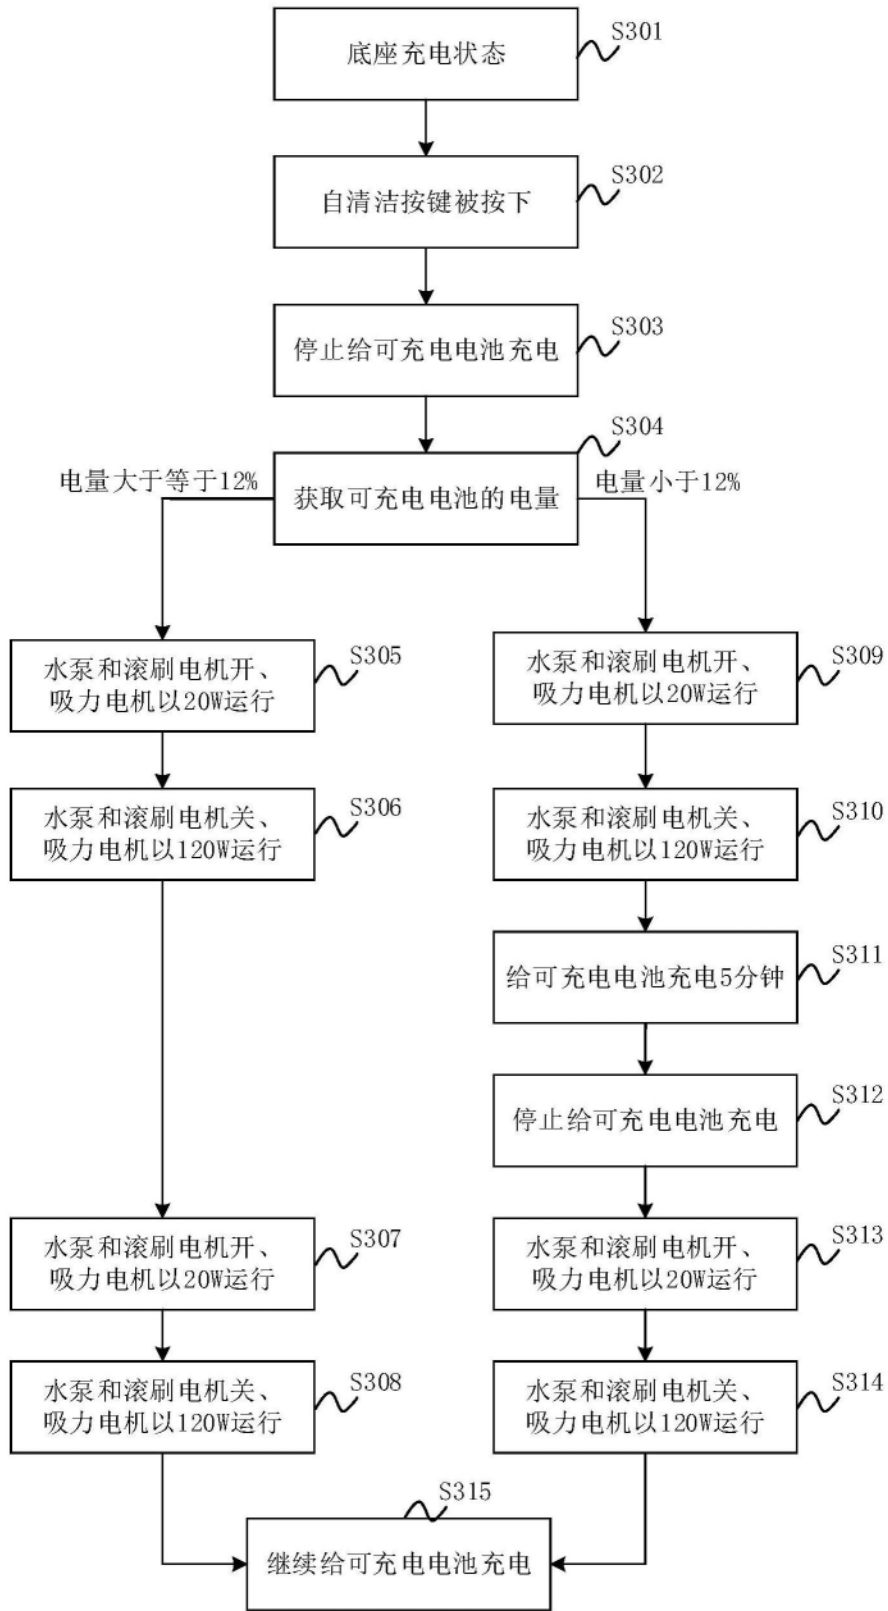 底座充电状态
S301
自清洁按键被按下
S302
停止给可充电电池充电
S303
获取可充电电池的电量
S304
电量大于等于12%
电量小于12%
水泵和滚刷电机开、
吸力电机以20W运行
S305
水泵和滚刷电机关、
吸力电机以120W运行
S306
水泵和滚刷电机开、
吸力电机以20W运行
S307
水泵和滚刷电机关、
吸力电机以120W运行
S308
水泵和滚刷电机开、
吸力电机以20W运行
S309
水泵和滚刷电机关、
吸力电机以120W运行
S310
给可充电电池充电5分钟
S311
停止给可充电电池充电
S312
水泵和滚刷电机开、
吸力电机以20W运行
S313
水泵和滚刷电机关、
吸力电机以120W运行
S314
继续给可充电电池充电
S315